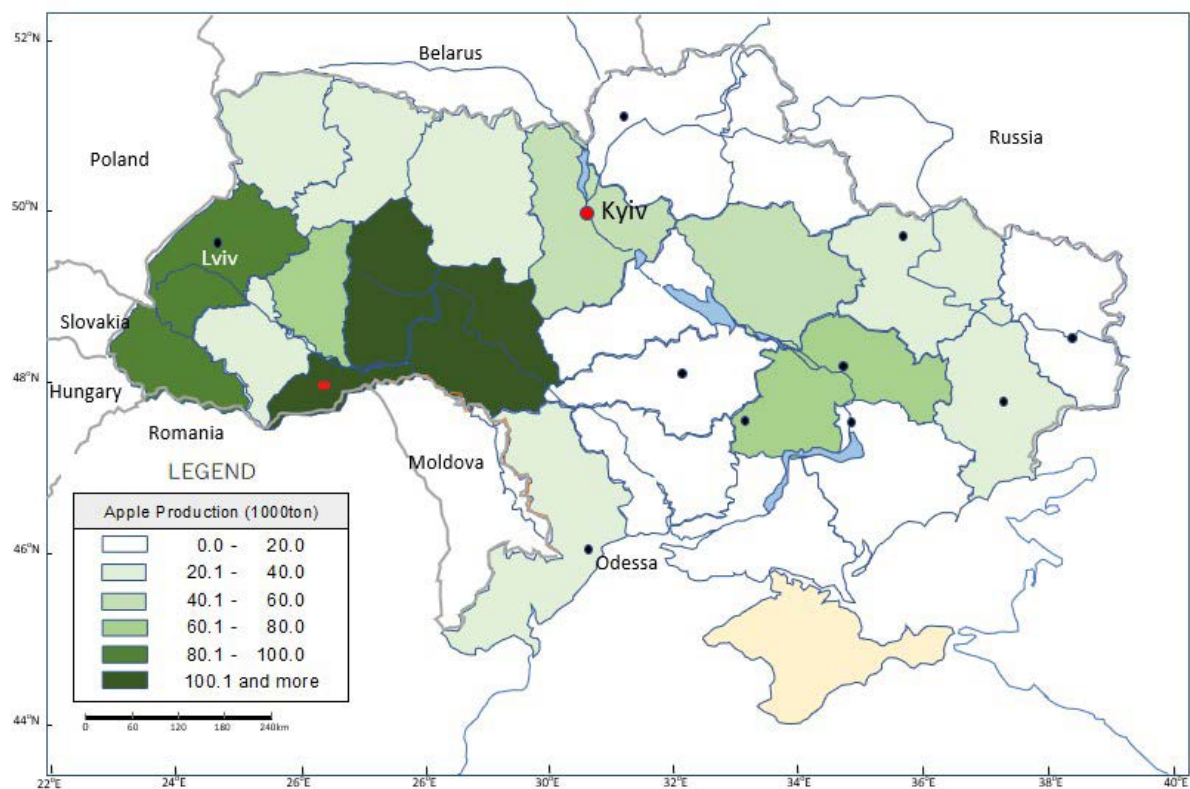 52°N
Belarus
Russia
Poland
50°N
Kyiv
Lviv
Slovakia
48°N
Hungary
Romania
Moldova
LEGEND
Apple Production (1000ton)
0.0 - 20.0
20.1 - 40.0
40.1 - 60.0
60.1 - 80.0
80.1 - 100.0
100.1 and more
46°N
Odessa
44°N
0 60 120 180 240km
22°E 24°E 26°E 26°E 30°E 32°E 34°E 36°E 38°E 40°E